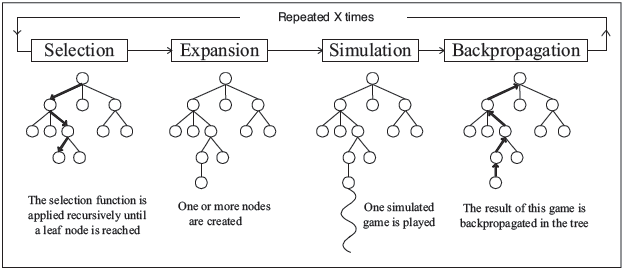 Repeated X times
Selection
Expansion
Simulation
Backpropagation
The selection function is
applied recursively until
a leaf node is reached
One or more nodes
are created
One simulated
game is played
The result of this game is
backpropagated in the tree